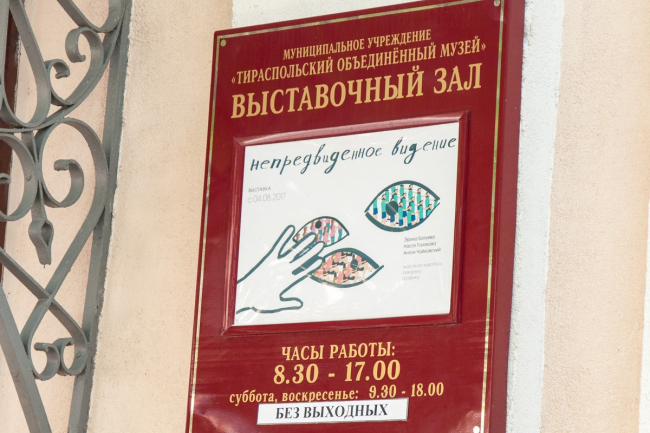 МУНИЦИПАЛЬНОЕ УЧРЕЖДЕНИЕ
«ТИРАСПОЛЬСКИЙ ОБЪЕДИНЁННЫЙ МУЗЕЙ»
ВЫСТАВОЧНЫЙ ЗАЛ
непредвиденное видение
ВЫСТАВКА
с 04.08.2017
ЧАСЫ РАБОТЫ:
8.30 - 17.00
суббота, воскресенье: 9.30 - 18.00
БЕЗ ВЫХОДНЫХ